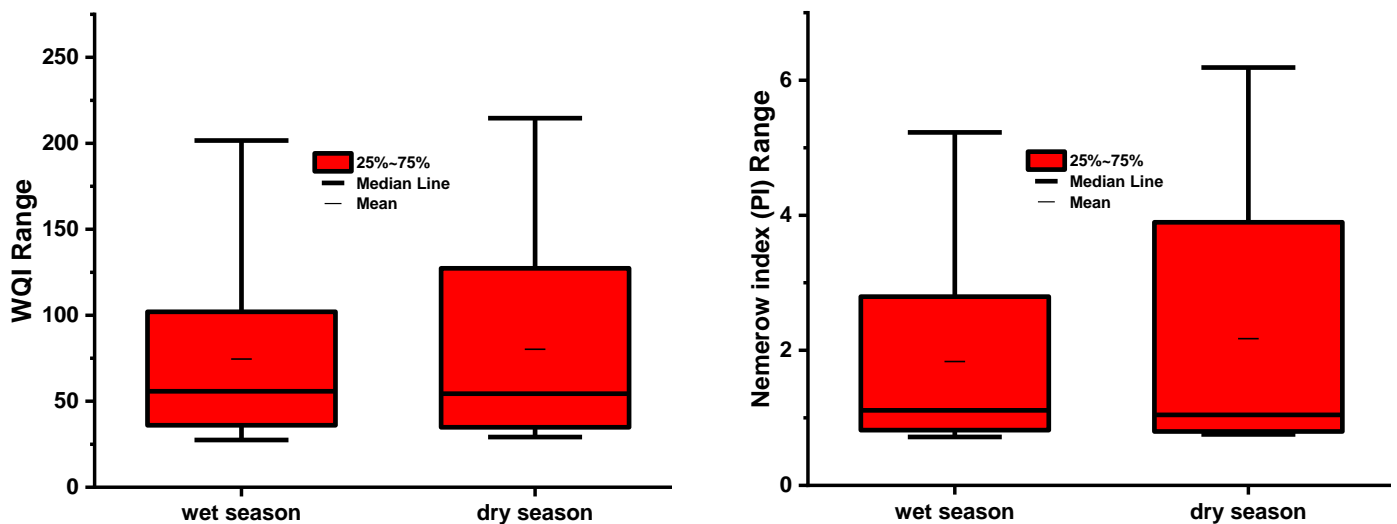 WQI Range
250
200
150
100
50
0
25%~75%
Median Line
Mean
wet season
dry season
Nemerow index (PI) Range
6
4
2
0
25%~75%
Median Line
Mean
wet season
dry season